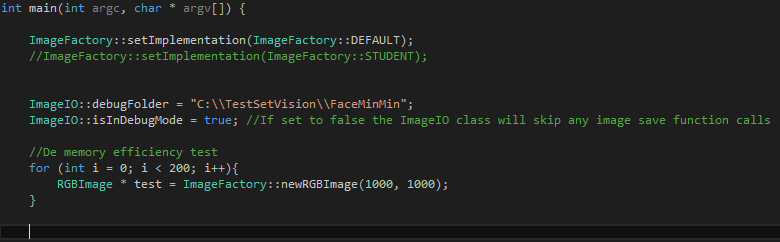 int main(int argc, char * argv[]) {
ImageFactory::setImplementation(ImageFactory::DEFAULT);
//ImageFactory::setImplementation(ImageFactory::STUDENT);
ImageIO::debugFolder = "C:\\TestSetVision\\FaceMinMin";
ImageIO::isInDebugMode = true; //If set to false the ImageIO class will skip any image save function calls
//De memory efficiency test
for (int i = 0; i < 200; i++){
RGBImage * test = ImageFactory::newRGBImage(1000, 1000);
}